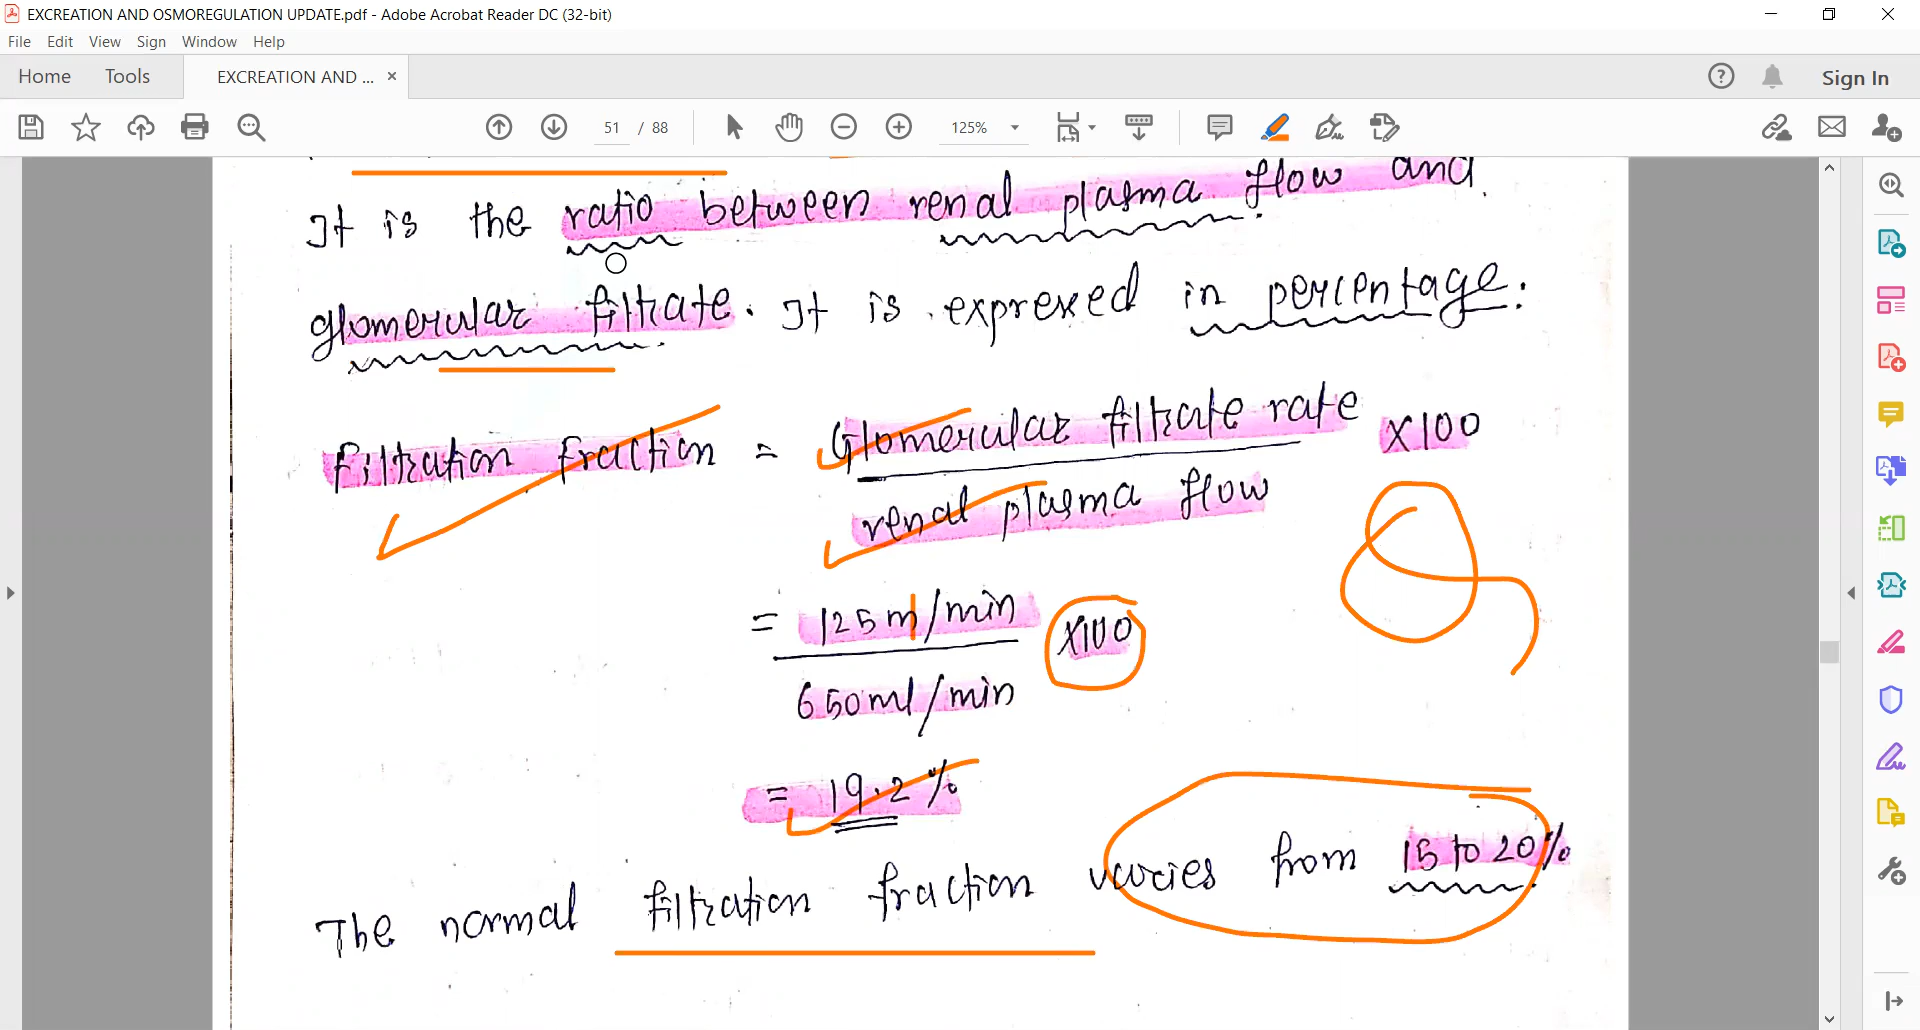 EXCREATION AND OSMOREGULATION UPDATE.pdf - Adobe Acrobat Reader DC (32-bit)
File Edit View Sign Window Help
Home Tools EXCREATION AND ... × Sign In
51 / 88 125%
It is the ratio between renal plasma flow and
glomerular filtrate. It is expressed in percentage:
Filtration fraction = Glomerular filtrate rate X100
renal plasma flow
= 125ml/min X100
650ml/min
= 19.2%
The normal filtration fraction varies from 15 to 20%